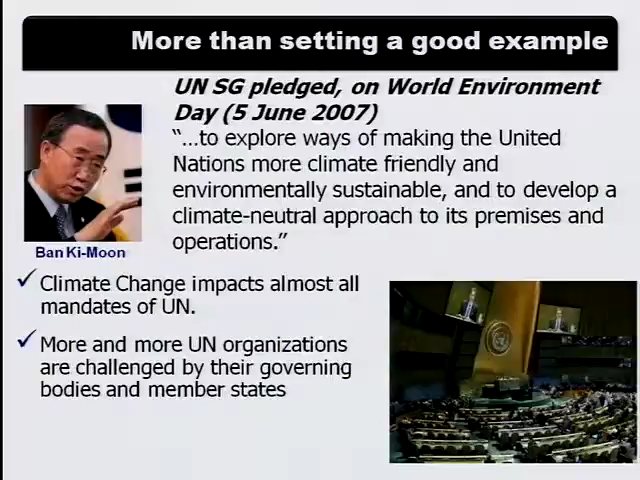 More than setting a good example
UN SG pledged, on World Environment
Day (5 June 2007)
“…to explore ways of making the United
Nations more climate friendly and
environmentally sustainable, and to develop a
climate-neutral approach to its premises and
operations.”
Ban Ki-Moon
Climate Change impacts almost all
mandates of UN.
More and more UN organizations
are challenged by their governing
bodies and member states